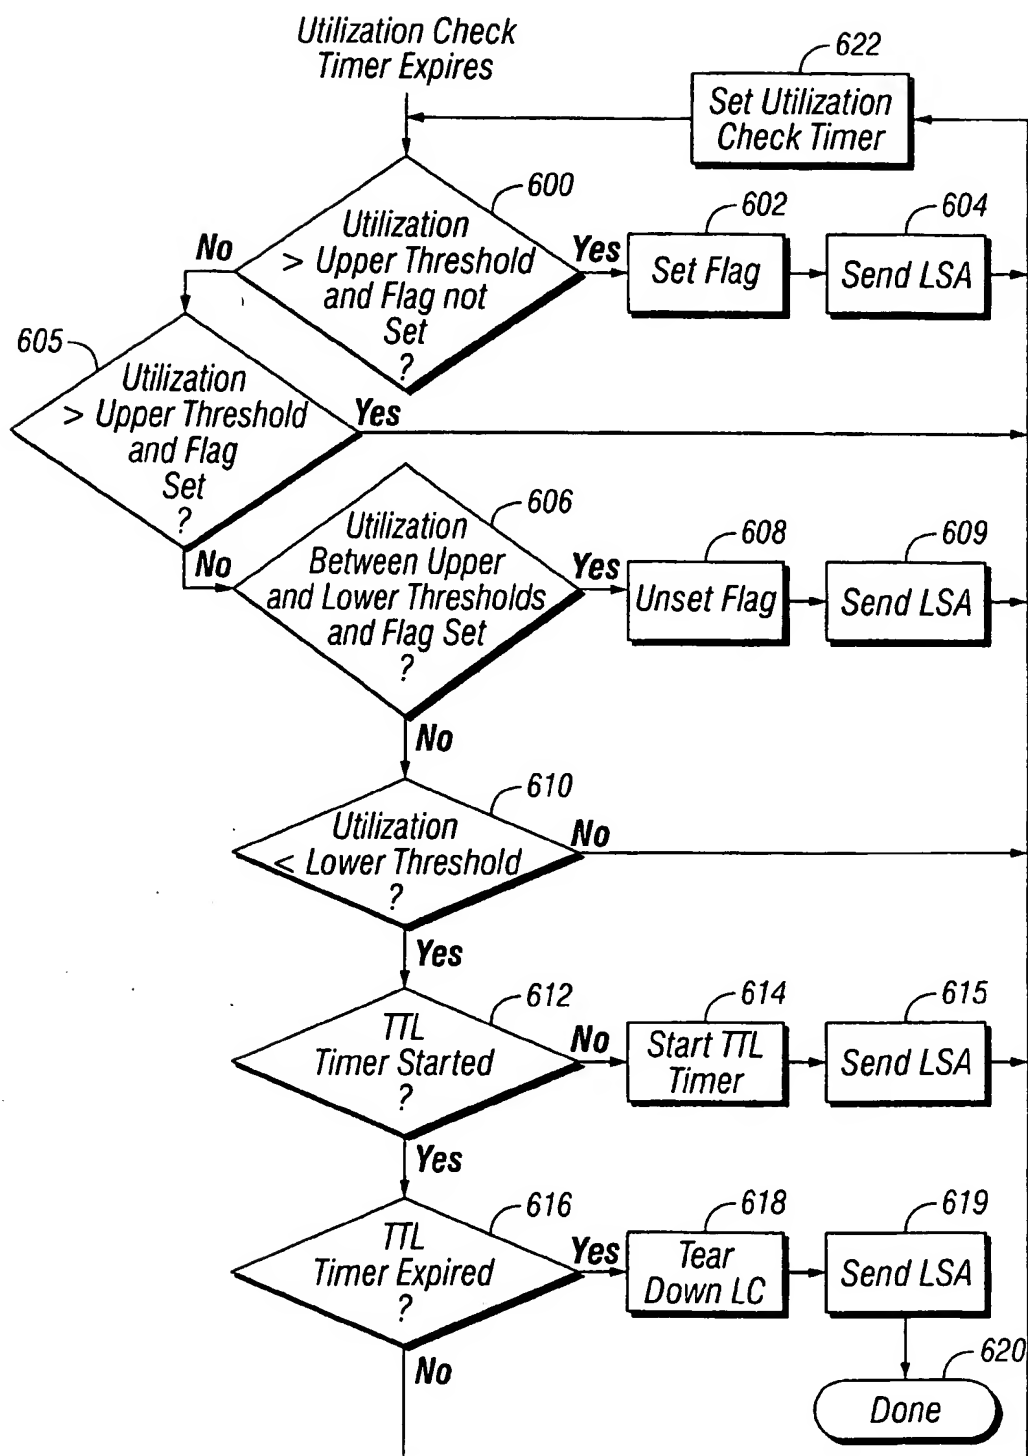 Utilization Check
Timer Expires
622
Set Utilization
Check Timer
600
Utilization
> Upper Threshold
and Flag not
Set
?
No
Yes
602
Set Flag
604
Send LSA
605
Utilization
> Upper Threshold
and Flag
Set
?
Yes
No
606
Utilization
Between Upper
and Lower Thresholds
and Flag Set
?
Yes
608
Unset Flag
609
Send LSA
No
610
Utilization
< Lower Threshold
?
No
Yes
612
TTL
Timer Started
?
No
614
Start TTL
Timer
615
Send LSA
Yes
616
TTL
Timer Expired
?
Yes
618
Tear
Down LC
619
Send LSA
No
620
Done